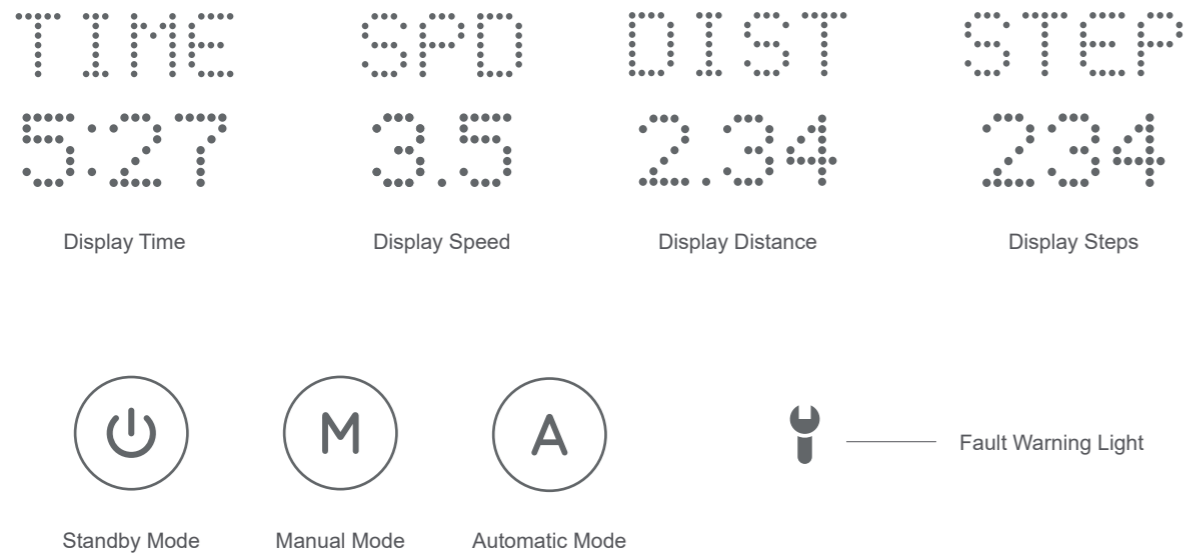 TIME SPD DIST STEP
5:27 3.5 2.34 234
Display Time Display Speed Display Distance Display Steps
M A
Fault Warning Light
Standby Mode Manual Mode Automatic Mode